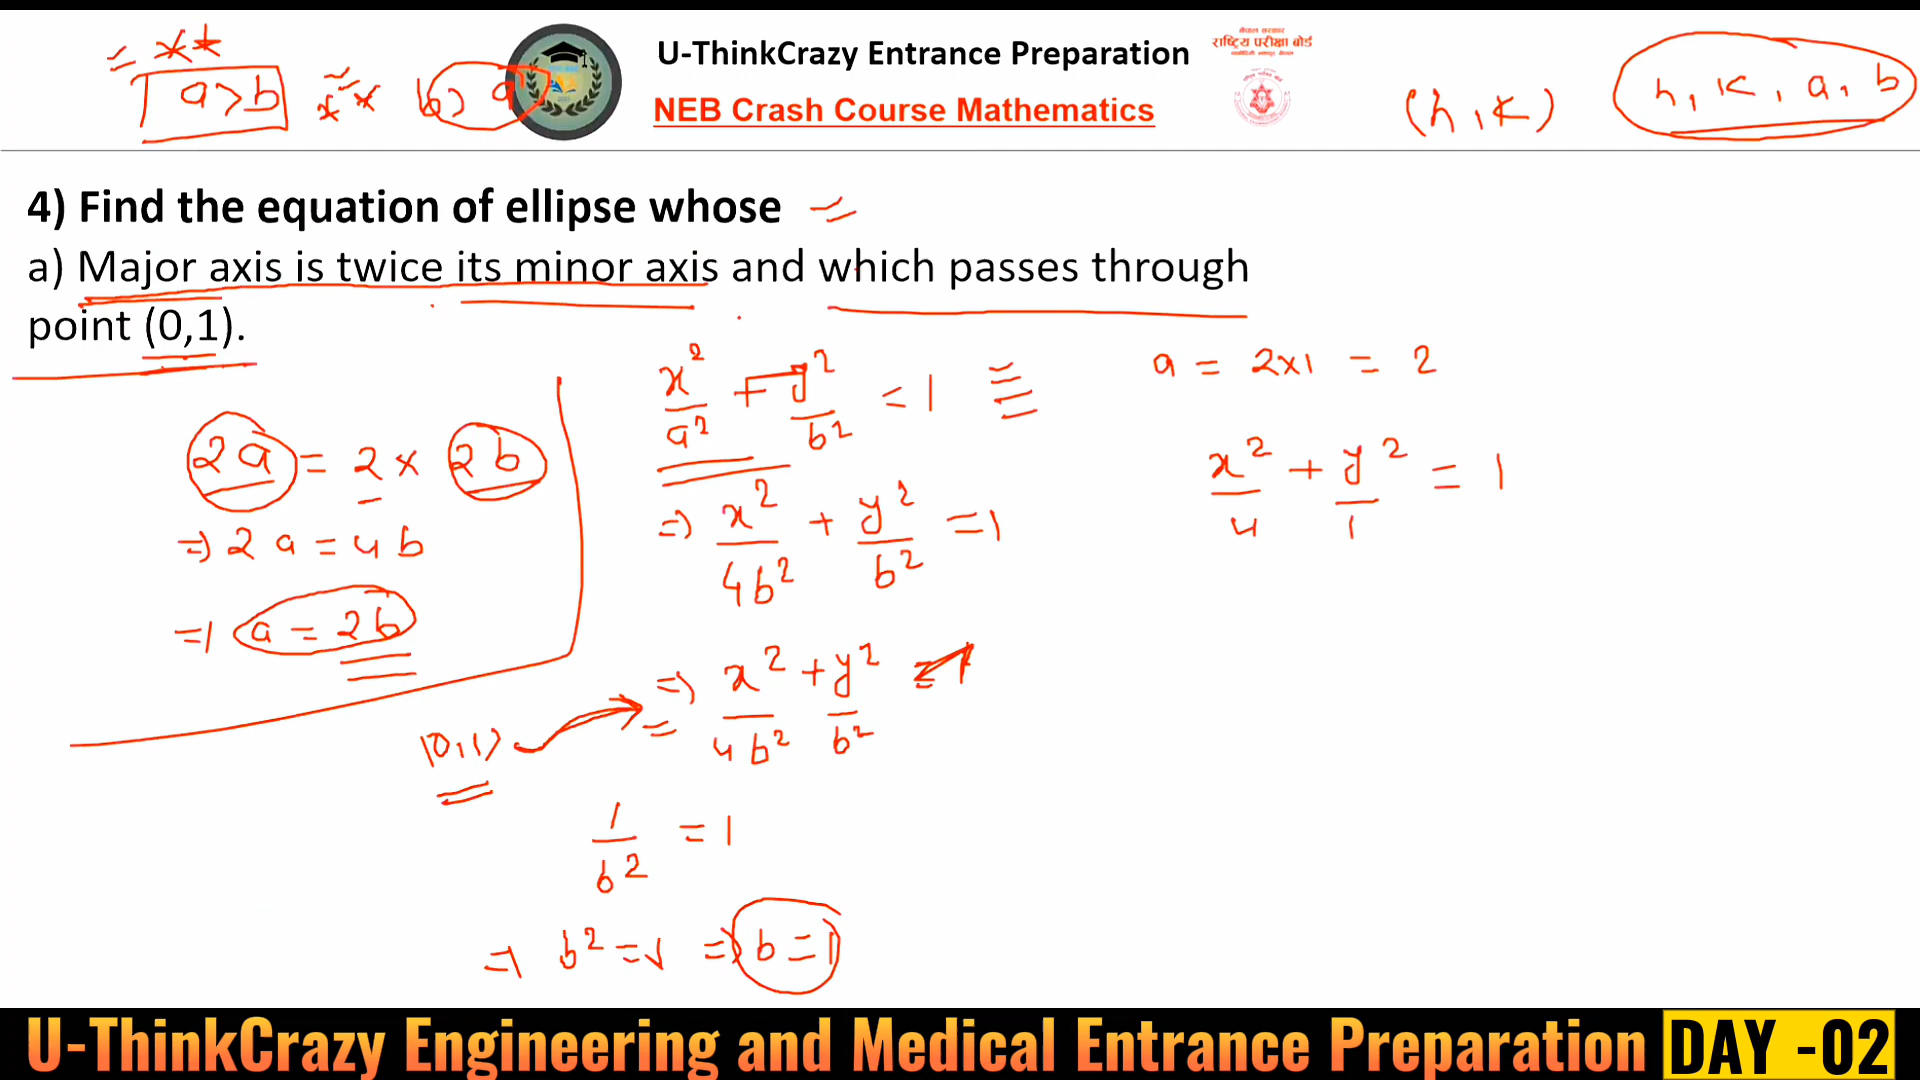 = ** a>b ≈ x x b> a
U-ThinkCrazy Entrance Preparation
NEB Crash Course Mathematics
राष्ट्रिय परीक्षा बोर्ड
(h, k) h, k, a, b
4) Find the equation of ellipse whose
a) Major axis is twice its minor axis and which passes through
point (0,1).
2a = 2 x 2b
=> 2a = 4b
=> a = 2b
x²/a² + y²/b² = 1
=> x²/4b² + y²/b² = 1
=> x²/4b² + y²/b² = 1
(0,1)
1/b² = 1
=> b² = 1 => b = 1
a = 2x1 = 2
x²/4 + y²/1 = 1
U-ThinkCrazy Engineering and Medical Entrance Preparation DAY -02